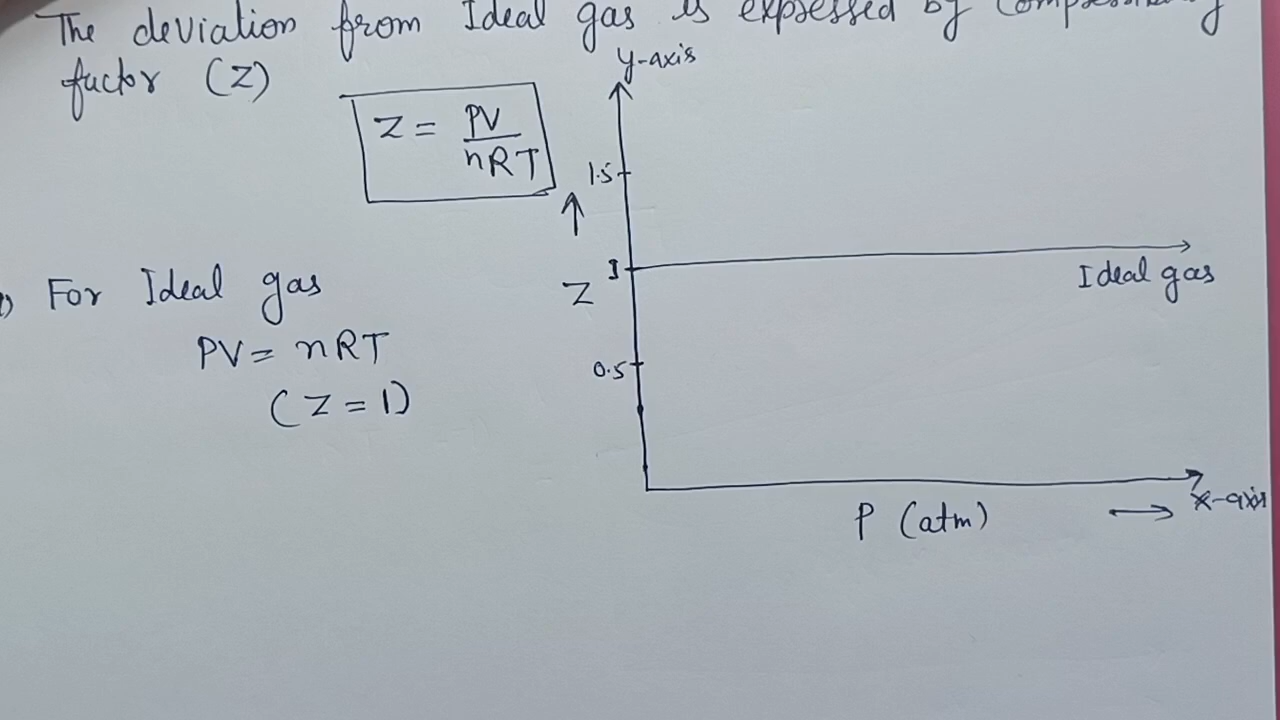 The deviation from Ideal gas is expressed by
factor (Z)
Z = PV/nRT
For Ideal gas
PV = nRT
(Z = 1)
y-axis
1.5
1
Z
0.5
Ideal gas
P (atm)
x-axis